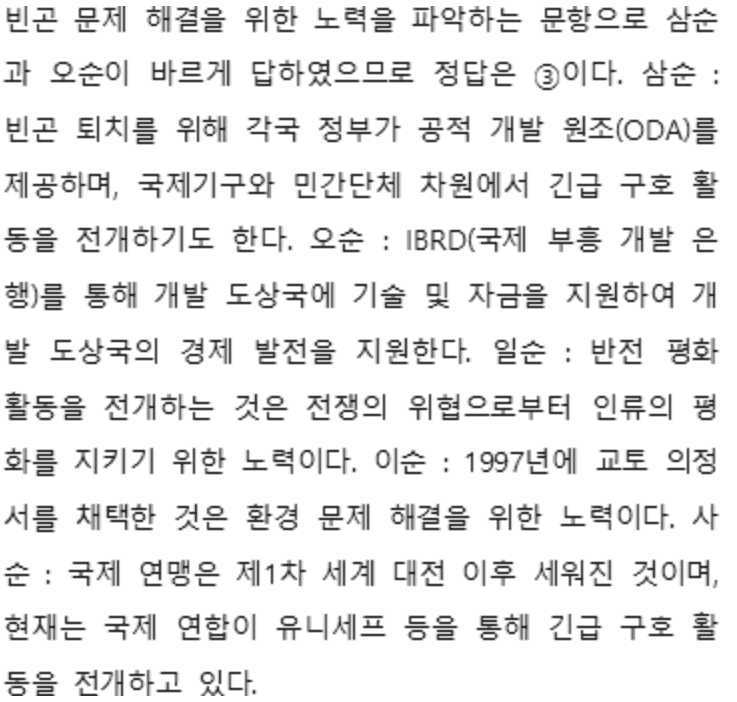 빈곤 문제 해결을 위한 노력을 파악하는 문항으로 삼순
과 오순이 바르게 답하였으므로 정답은 ③이다. 삼순 :
빈곤 퇴치를 위해 각국 정부가 공적 개발 원조(ODA)를
제공하며, 국제기구와 민간단체 차원에서 긴급 구호 활
동을 전개하기도 한다. 오순 : IBRD(국제 부흥 개발 은
행)를 통해 개발 도상국에 기술 및 자금을 지원하여 개
발 도상국의 경제 발전을 지원한다. 일순 : 반전 평화
활동을 전개하는 것은 전쟁의 위협으로부터 인류의 평
화를 지키기 위한 노력이다. 이순 : 1997년에 교토 의정
서를 채택한 것은 환경 문제 해결을 위한 노력이다. 사
순 : 국제 연맹은 제1차 세계 대전 이후 세워진 것이며,
현재는 국제 연합이 유니세프 등을 통해 긴급 구호 활
동을 전개하고 있다.